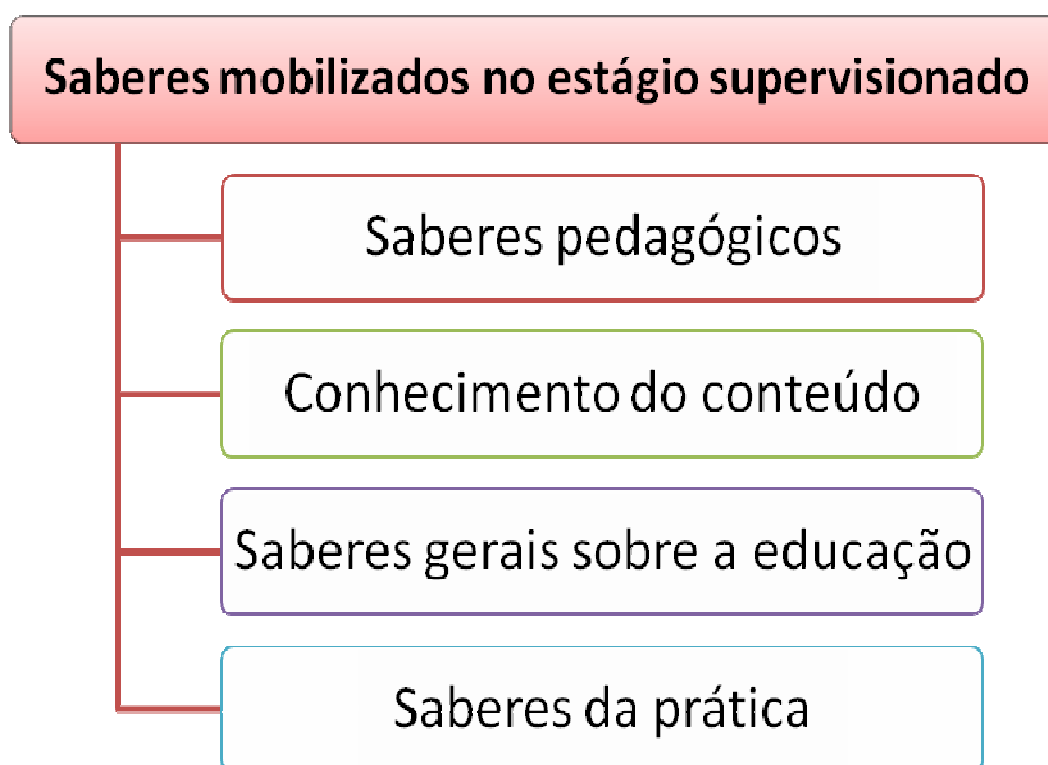 Saberes mobilizados no estágio supervisionado
Saberes pedagógicos
Conhecimento do conteúdo
Saberes gerais sobre a educação
Saberes da prática